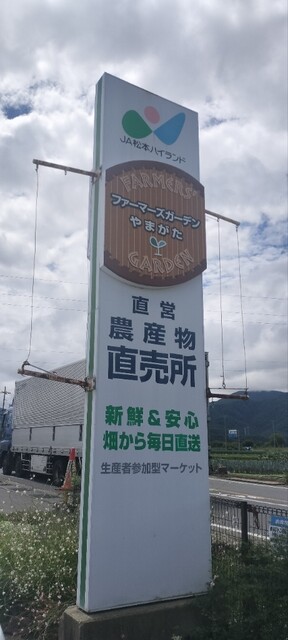 JA松本ハイランド
FARMERS'
ファーマーズガーデン
やまがた
GARDEN
直営
農産物
直売所
新鮮&安心
畑から毎日直送
生産者参加型マーケット